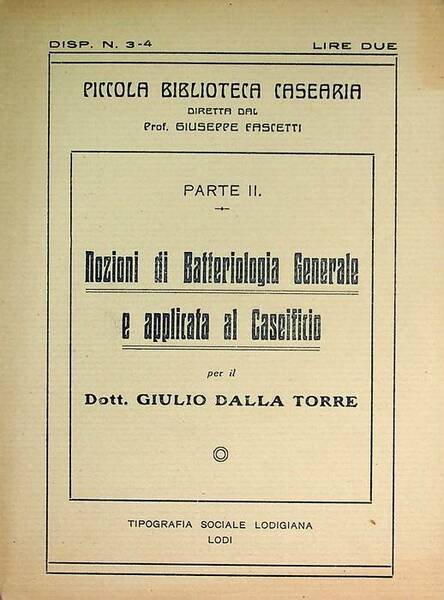 DISP. N. 3-4 LIRE DUE
PICCOLA BIBLIOTECA CASEARIA
DIRETTA DAL
Prof. GIUSEPPE FASCETTI
PARTE II.
Nozioni di Batteriologia Generale
e applicata al Caseificio
per il
Dott. GIULIO DALLA TORRE
TIPOGRAFIA SOCIALE LODIGIANA
LODI